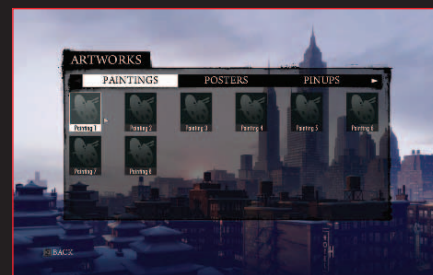 ARTWORKS
PAINTINGS POSTERS PINUPS
Painting 1 Painting 2 Painting 3 Painting 4 Painting 5 Painting 6
Painting 7 Painting 8
BACK